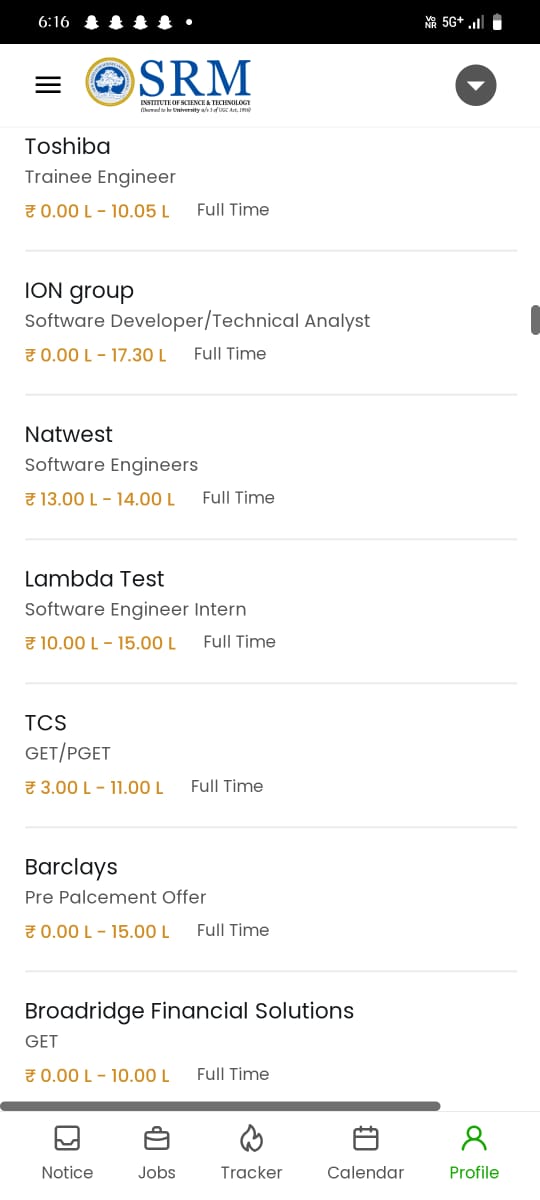 6:16
Vo NR 5G+
SRM
INSTITUTE OF SCIENCE & TECHNOLOGY
(Deemed to be University u/s 3 of UGC Act, 1956)
Toshiba
Trainee Engineer
₹ 0.00 L - 10.05 L Full Time
ION group
Software Developer/Technical Analyst
₹ 0.00 L - 17.30 L Full Time
Natwest
Software Engineers
₹ 13.00 L - 14.00 L Full Time
Lambda Test
Software Engineer Intern
₹ 10.00 L - 15.00 L Full Time
TCS
GET/PGET
₹ 3.00 L - 11.00 L Full Time
Barclays
Pre Palcement Offer
₹ 0.00 L - 15.00 L Full Time
Broadridge Financial Solutions
GET
₹ 0.00 L - 10.00 L Full Time
Notice Jobs Tracker Calendar Profile